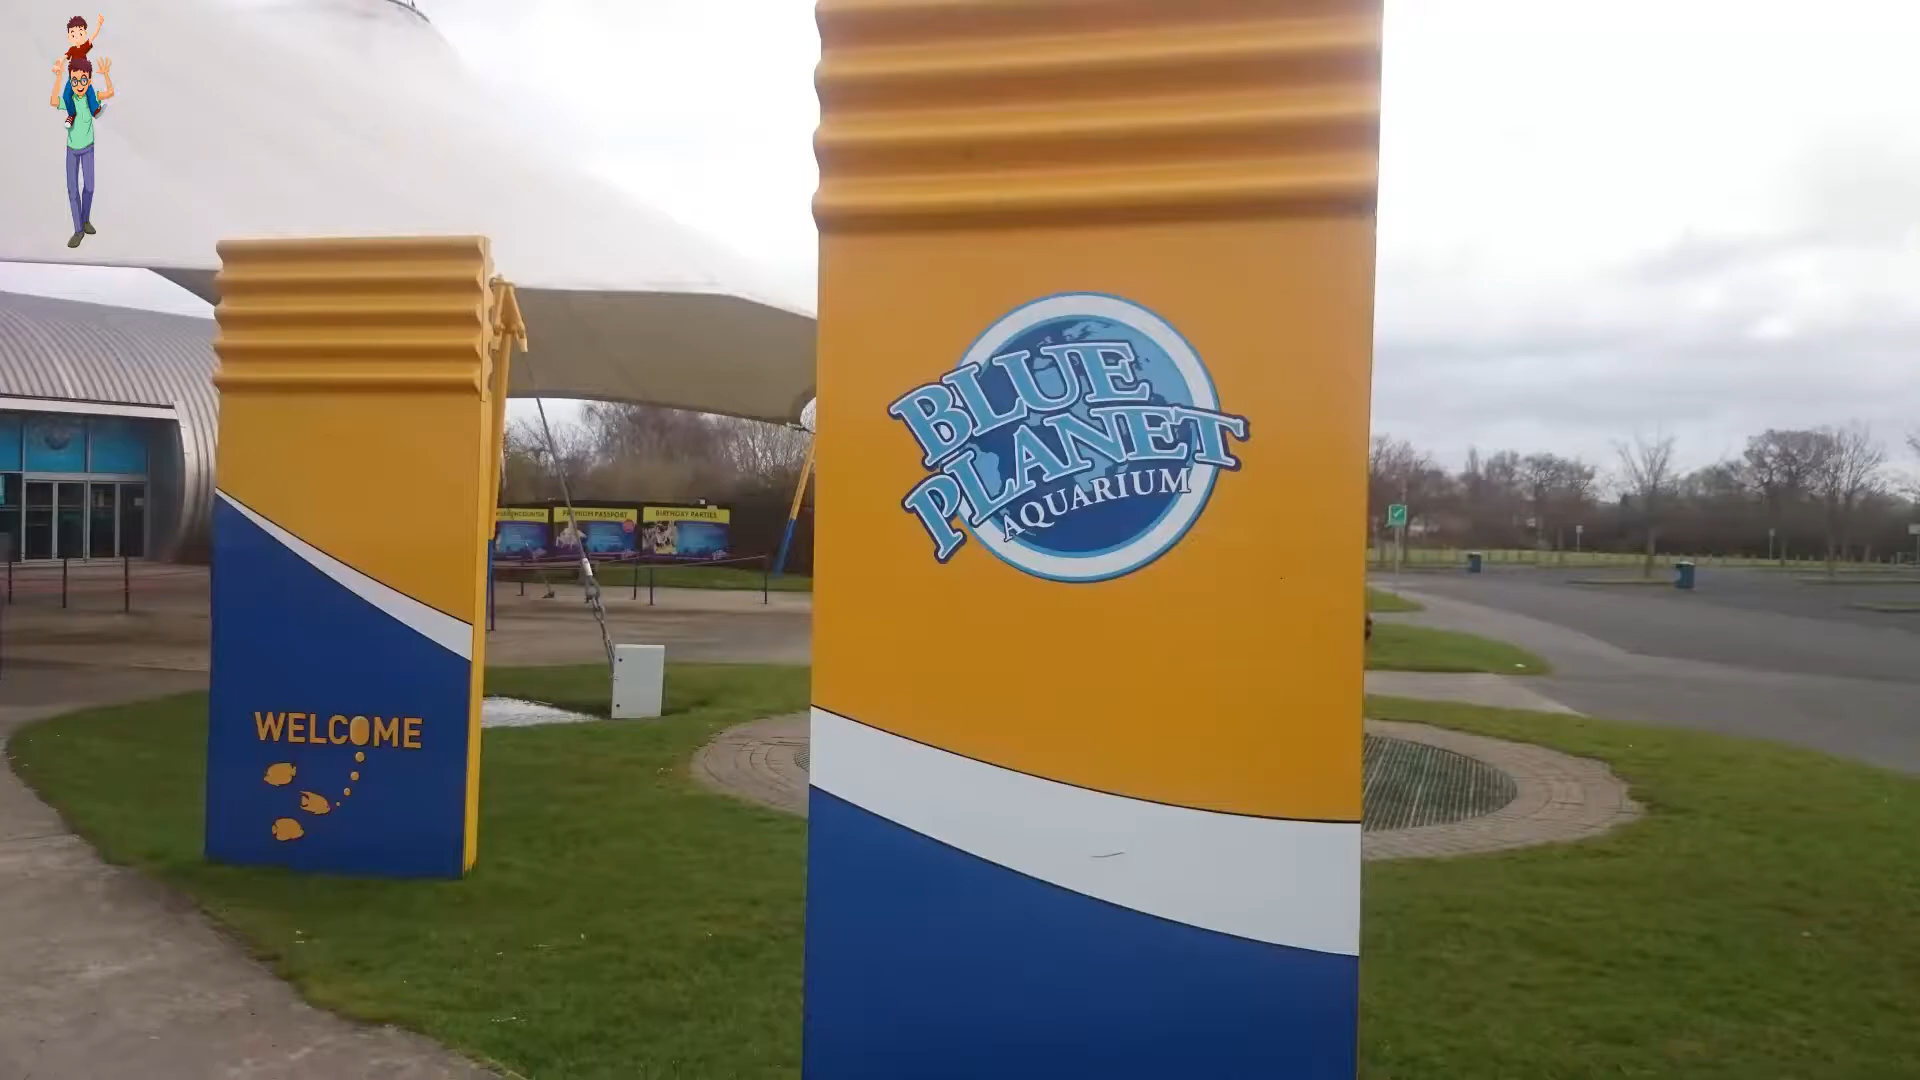 BLUE
PLANET
AQUARIUM
PREMIUM PASSPORT
BIRTHDAY PARTIES
WELCOME